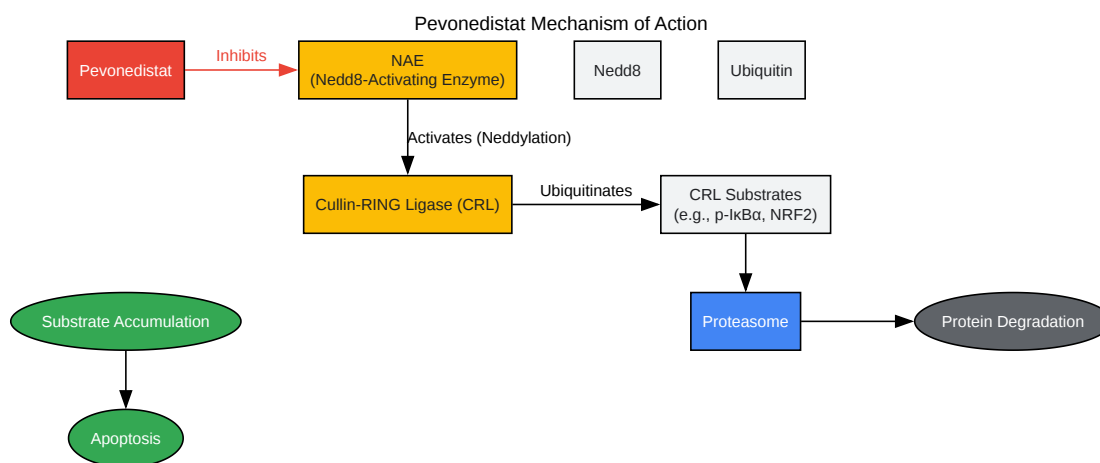 Pevonedistat Mechanism of Action
Pevonedistat
Inhibits
NAE
(Nedd8-Activating Enzyme)
Nedd8
Ubiquitin
Activates (Neddylation)
Cullin-RING Ligase (CRL)
Ubiquitinates
CRL Substrates
(e.g., p-IκBα, NRF2)
Substrate Accumulation
Proteasome
Protein Degradation
Apoptosis